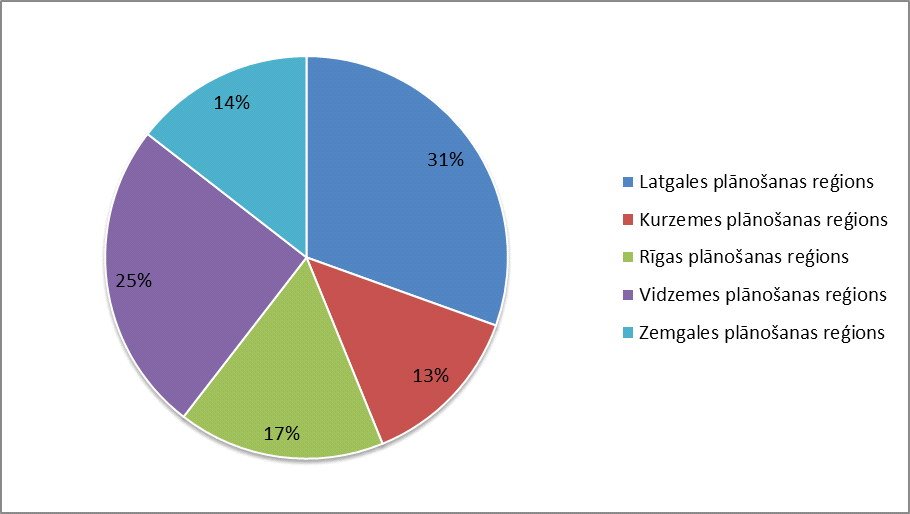 14%
31%
25%
13%
17%
Latgales plānošanas reģions
Kurzemes plānošanas reģions
Rīgas plānošanas reģions
Vidzemes plānošanas reģions
Zemgales plānošanas reģions